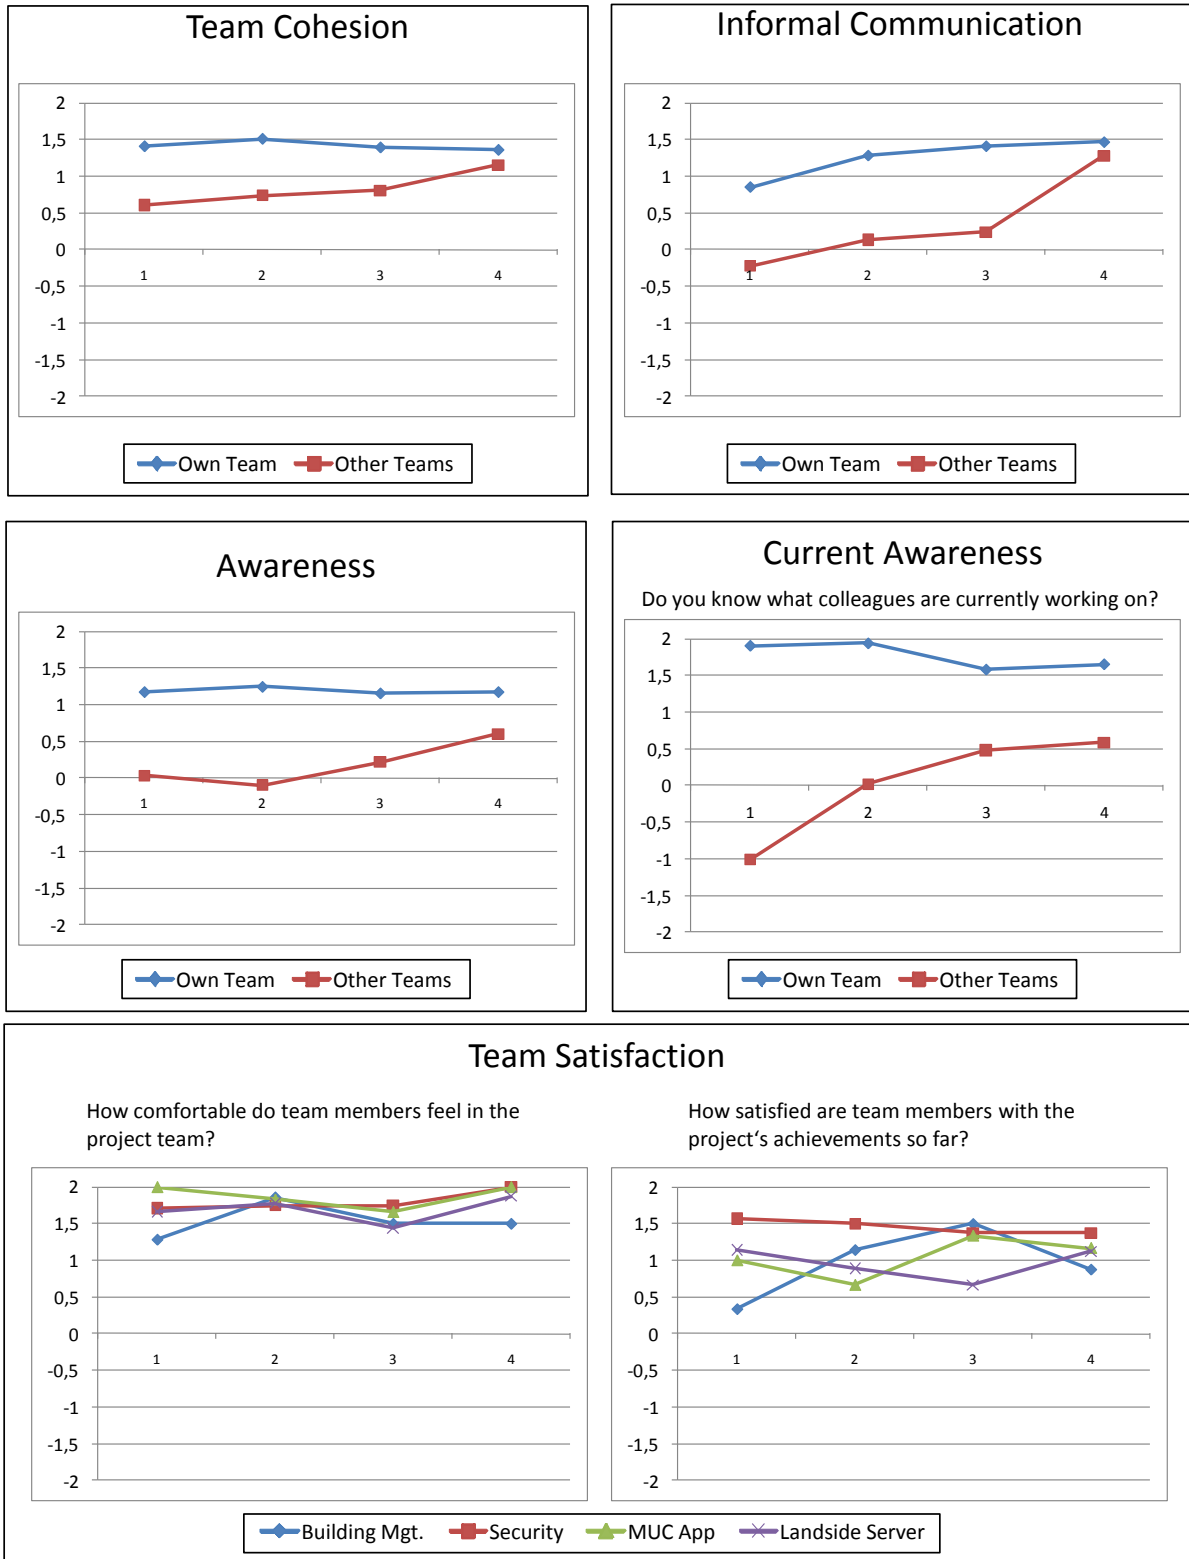 Team Cohesion
2
1,5
1
0,5
0
-0,5
-1
-1,5
-2
1 2 3 4
Own Team Other Teams
Informal Communication
2
1,5
1
0,5
0
-0,5
-1
-1,5
-2
1 2 3 4
Own Team Other Teams
Awareness
2
1,5
1
0,5
0
-0,5
-1
-1,5
-2
1 2 3 4
Own Team Other Teams
Current Awareness
Do you know what colleagues are currently working on?
2
1,5
1
0,5
0
-0,5
-1
-1,5
-2
1 2 3 4
Own Team Other Teams
Team Satisfaction
How comfortable do team members feel in the
project team?
2
1,5
1
0,5
0
-0,5
-1
-1,5
-2
1 2 3 4
How satisfied are team members with the
project‘s achievements so far?
2
1,5
1
0,5
0
-0,5
-1
-1,5
-2
1 2 3 4
Building Mgt. Security MUC App Landside Server